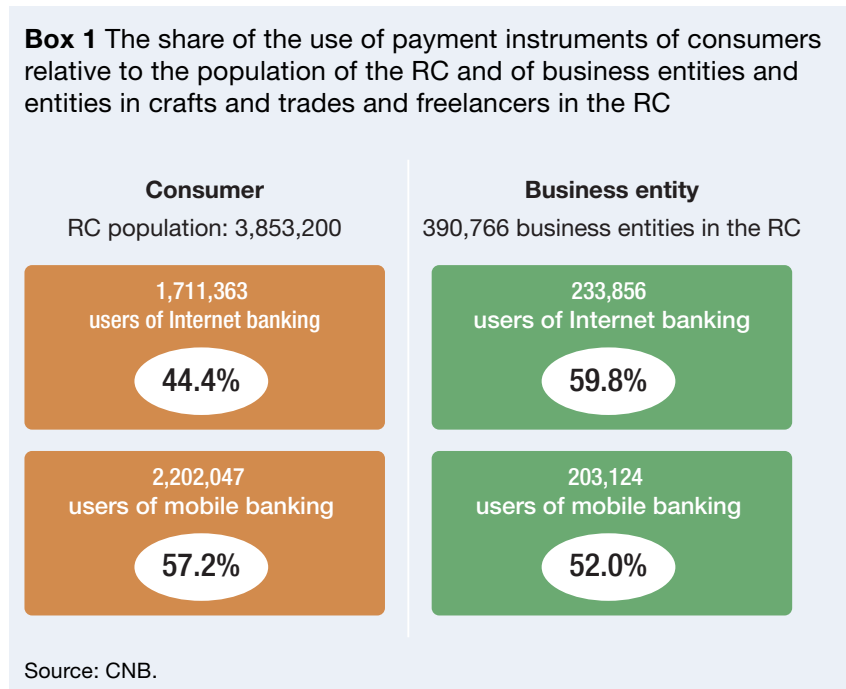 Box 1 The share of the use of payment instruments of consumers
relative to the population of the RC and of business entities and
entities in crafts and trades and freelancers in the RC
Consumer
RC population: 3,853,200
1,711,363
users of Internet banking
44.4%
2,202,047
users of mobile banking
57.2%
Business entity
390,766 business entities in the RC
233,856
users of Internet banking
59.8%
203,124
users of mobile banking
52.0%
Source: CNB.